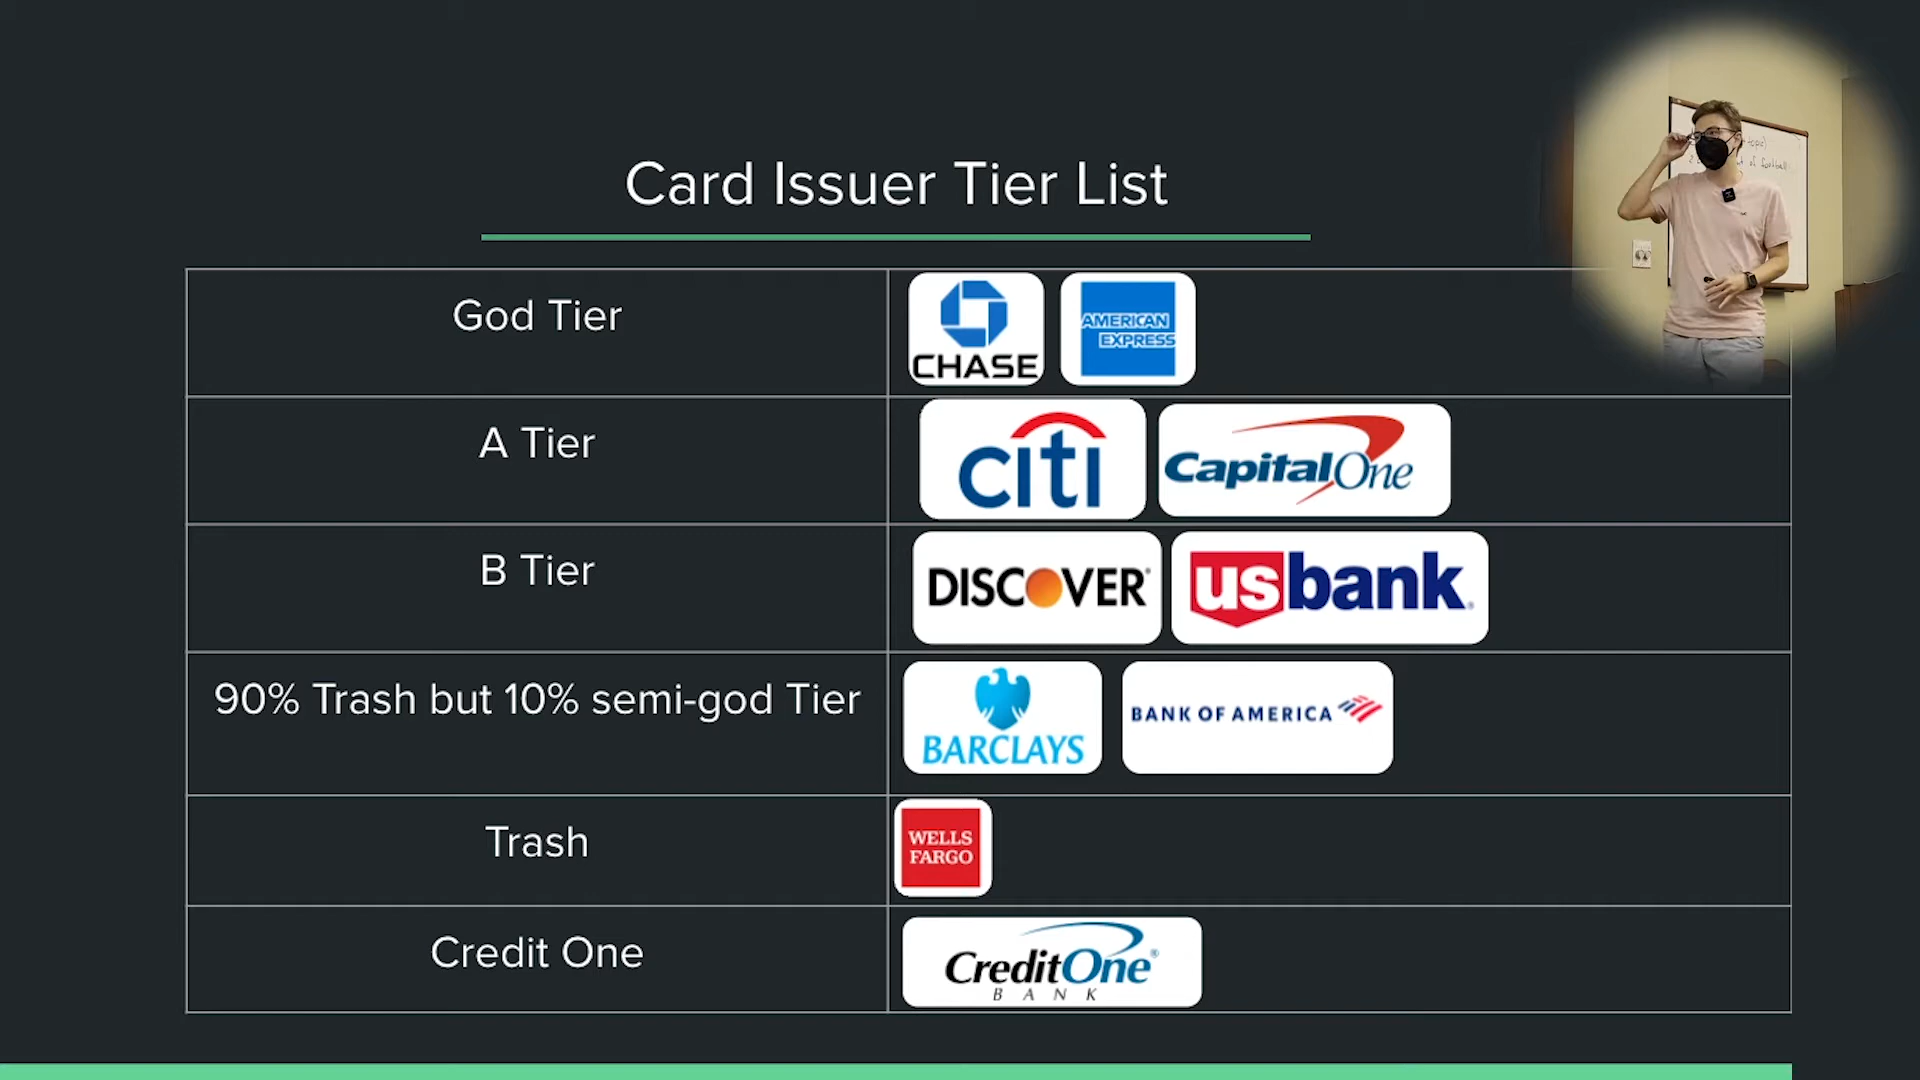 Card Issuer Tier List
God Tier
CHASE
AMERICAN
EXPRESS
A Tier
citi
CapitalOne
B Tier
DISCOVER
usbank
90% Trash but 10% semi-god Tier
BARCLAYS
BANK OF AMERICA
Trash
WELLS
FARGO
Credit One
CreditOne
BANK